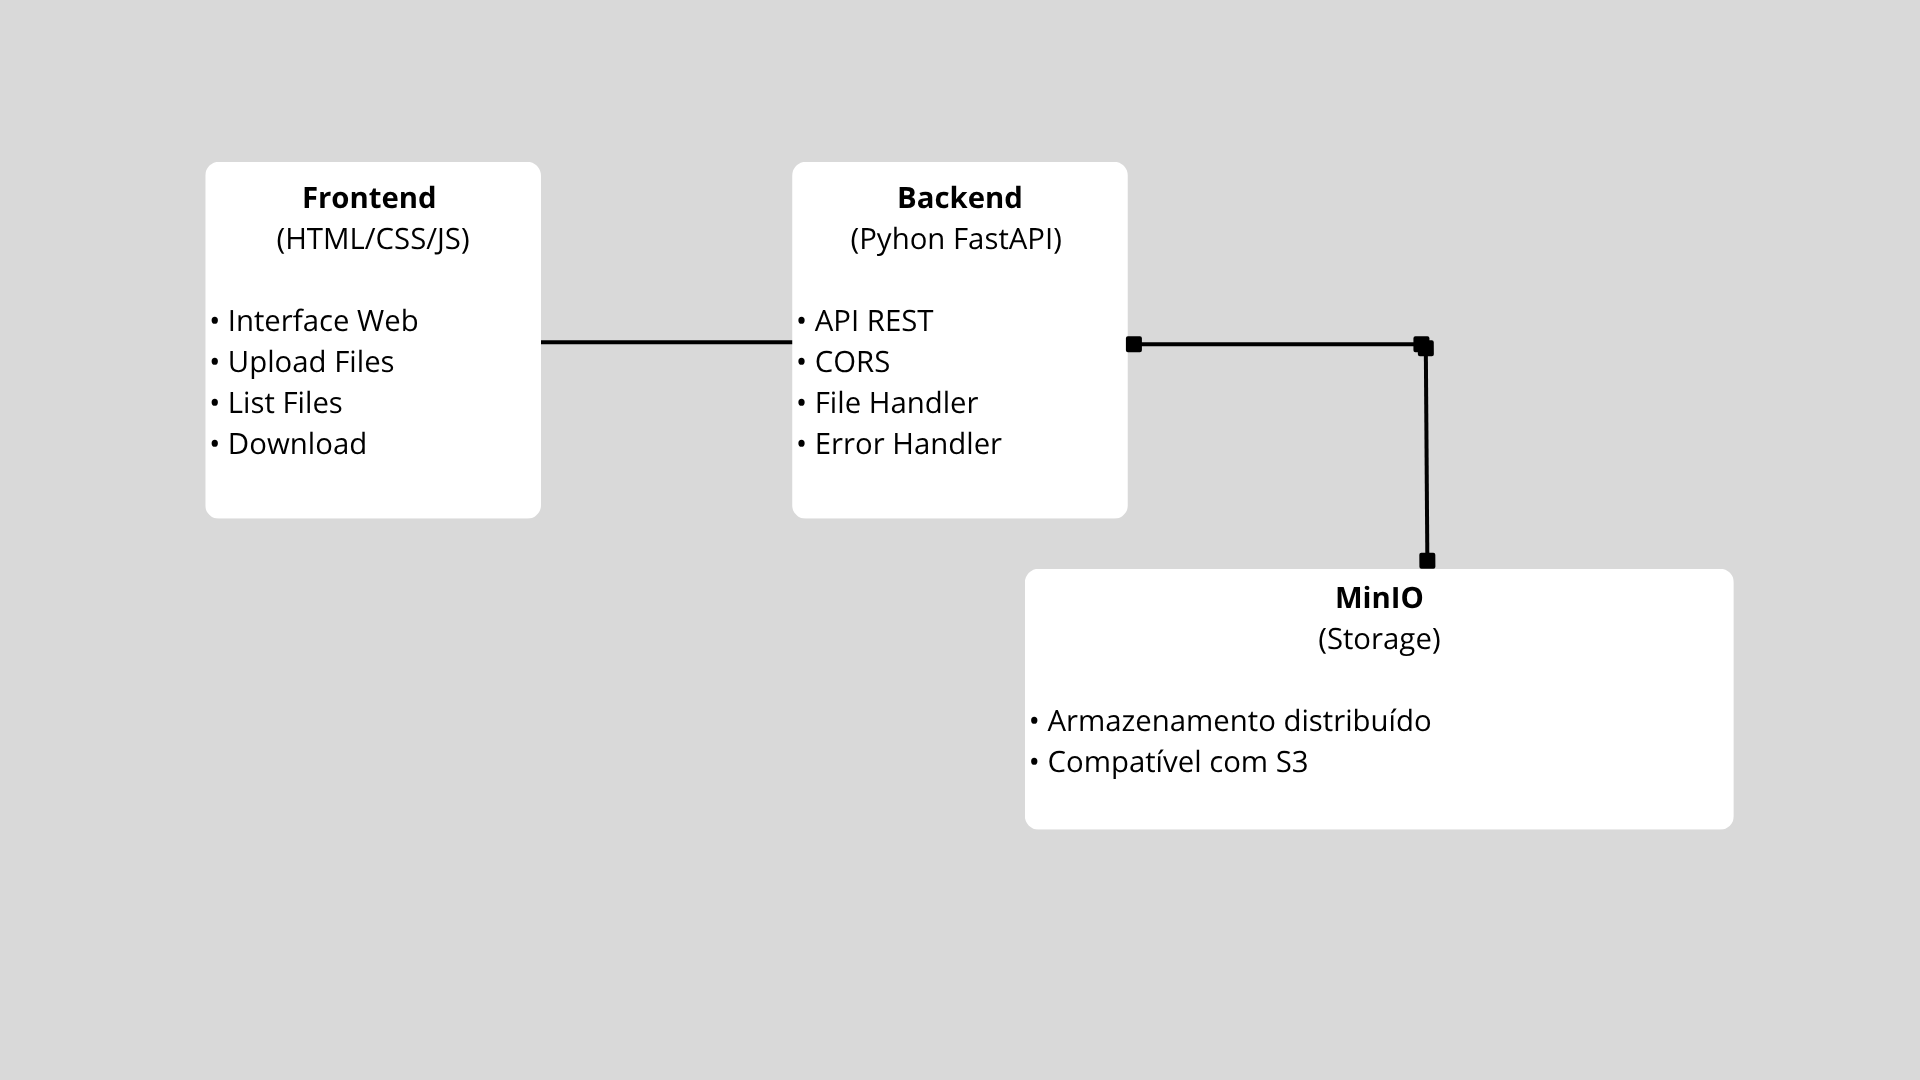 Frontend
(HTML/CSS/JS)
• Interface Web
• Upload Files
• List Files
• Download
Backend
(Pyhon FastAPI)
• API REST
• CORS
• File Handler
• Error Handler
MinIO
(Storage)
• Armazenamento distribuído
• Compatível com S3